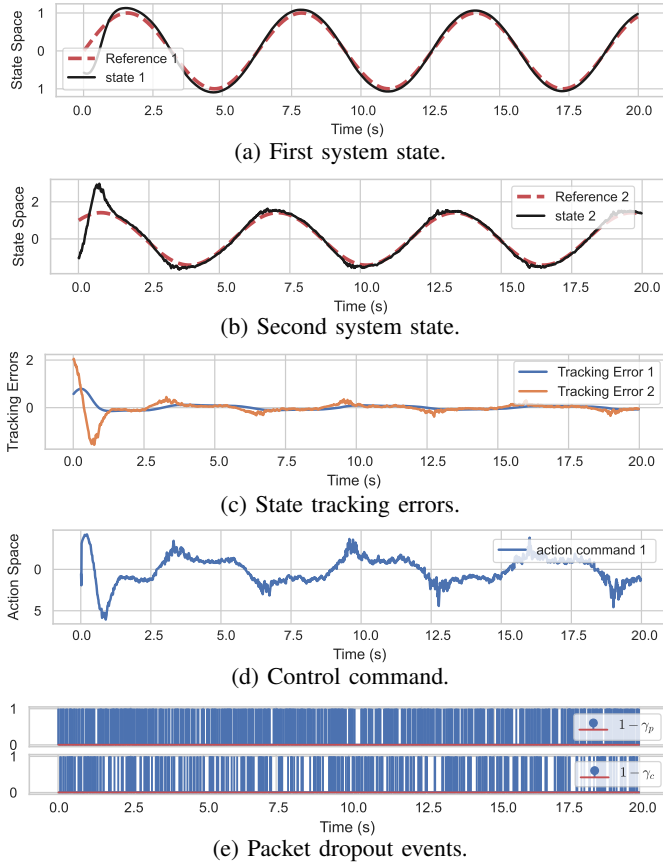 State Space
1
0
1
Reference 1
state 1
0.0 2.5 5.0 7.5 10.0 12.5 15.0 17.5 20.0
Time (s)
(a) First system state.
State Space
2
0
Reference 2
state 2
0.0 2.5 5.0 7.5 10.0 12.5 15.0 17.5 20.0
Time (s)
(b) Second system state.
Tracking Errors
2
0
Tracking Error 1
Tracking Error 2
0.0 2.5 5.0 7.5 10.0 12.5 15.0 17.5 20.0
Time (s)
(c) State tracking errors.
Action Space
0
5
action command 1
0.0 2.5 5.0 7.5 10.0 12.5 15.0 17.5 20.0
Time (s)
(d) Control command.
1
0
1 − γp
1
0
1 − γc
0.0 2.5 5.0 7.5 10.0 12.5 15.0 17.5 20.0
Time (s)
(e) Packet dropout events.